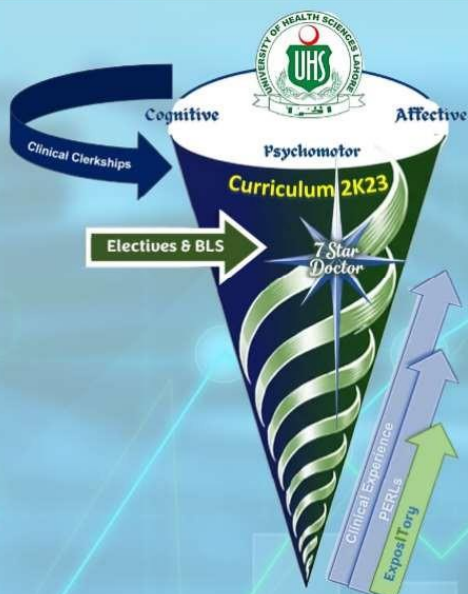 UNIVERSITY OF HEALTH SCIENCES LAHORE
UHS
Cognitive
Affective
Psychomotor
Clinical Clerkships
Curriculum 2K23
Electives & BLS
7 Star
Doctor
Clinical Experience
PERLs
ExposITory